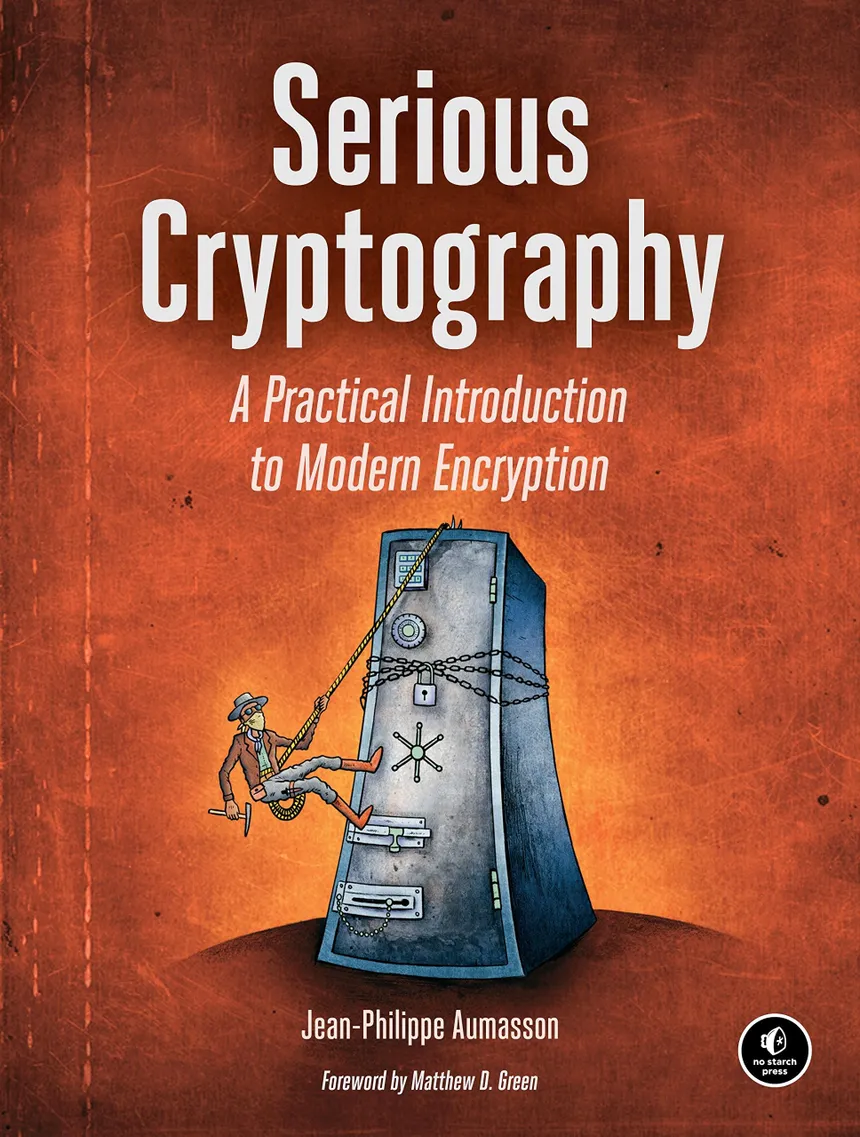 Serious
Cryptography
A Practical Introduction
to Modern Encryption
Jean-Philippe Aumasson
Foreword by Matthew D. Green
no starch
press